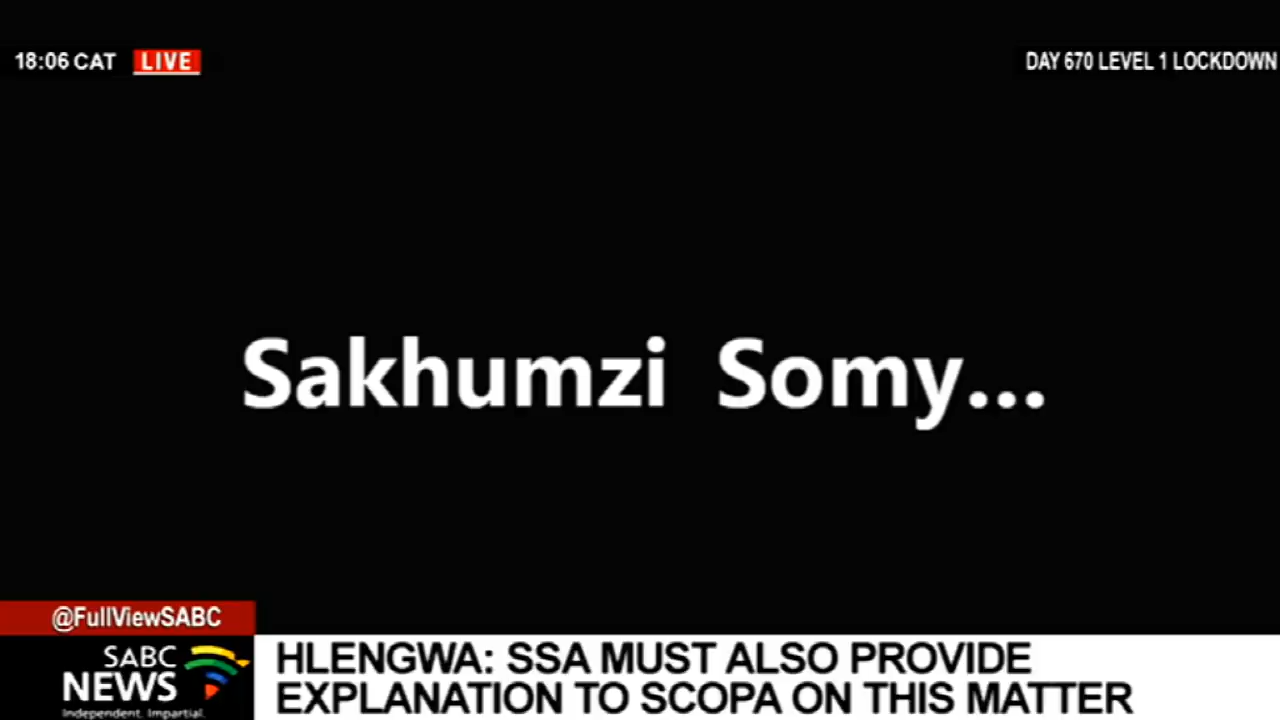 18:06 CAT LIVE
DAY 670 LEVEL 1 LOCKDOWN
Sakhumzi Somy...
@FullViewSABC
SABC
NEWS
Independent. Impartial.
HLENGWA: SSA MUST ALSO PROVIDE
EXPLANATION TO SCOPA ON THIS MATTER